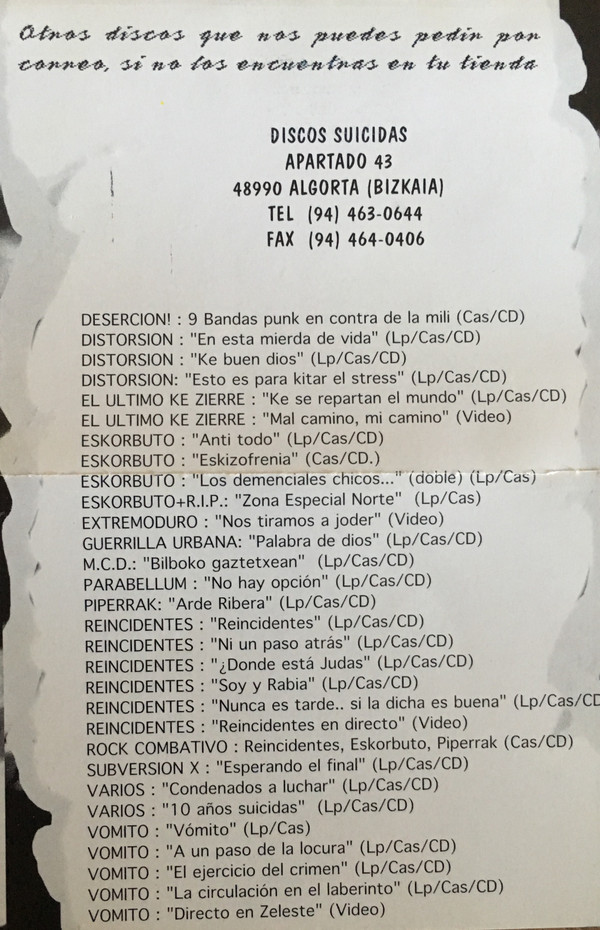 Otros discos que nos puedes pedir por
correo, si no los encuentras en tu tienda
DISCOS SUICIDAS
APARTADO 43
48990 ALGORTA (BIZKAIA)
TEL (94) 463-0644
FAX (94) 464-0406
DESERCION! : 9 Bandas punk en contra de la mili (Cas/CD)
DISTORSION : "En esta mierda de vida" (Lp/Cas/CD)
DISTORSION : "Ke buen dios" (Lp/Cas/CD)
DISTORSION: "Esto es para kitar el stress" (Lp/Cas/CD)
EL ULTIMO KE ZIERRE : "Ke se repartan el mundo" (Lp/Cas/CD)
EL ULTIMO KE ZIERRE : "Mal camino, mi camino" (Video)
ESKORBUTO : "Anti todo" (Lp/Cas/CD)
ESKORBUTO : "Eskizofrenia" (Cas/CD.)
ESKORBUTO : "Los demenciales chicos..." (doble) (Lp/Cas)
ESKORBUTO+R.I.P.: "Zona Especial Norte" (Lp/Cas)
EXTREMODURO : "Nos tiramos a joder" (Video)
GUERRILLA URBANA: "Palabra de dios" (Lp/Cas/CD)
M.C.D.: "Bilboko gaztetxean" (Lp/Cas/CD)
PARABELLUM : "No hay opción" (Lp/Cas/CD)
PIPERRAK: "Arde Ribera" (Lp/Cas/CD)
REINCIDENTES : "Reincidentes" (Lp/Cas/CD)
REINCIDENTES : "Ni un paso atrás" (Lp/Cas/CD)
REINCIDENTES : "¿Donde está Judas" (Lp/Cas/CD)
REINCIDENTES : "Soy y Rabia" (Lp/Cas/CD)
REINCIDENTES : "Nunca es tarde.. si la dicha es buena" (Lp/Cas/CD
REINCIDENTES : "Reincidentes en directo" (Video)
ROCK COMBATIVO : Reincidentes, Eskorbuto, Piperrak (Cas/CD)
SUBVERSION X : "Esperando el final" (Lp/Cas/CD)
VARIOS : "Condenados a luchar" (Lp/Cas/CD)
VARIOS : "10 años suicidas" (Lp/Cas/CD)
VOMITO : "Vómito" (Lp/Cas)
VOMITO : "A un paso de la locura" (Lp/Cas/CD)
VOMITO : "El ejercicio del crimen" (Lp/Cas/CD)
VOMITO : "La circulación en el laberinto" (Lp/Cas/CD)
VOMITO : "Directo en Zeleste" (Video)